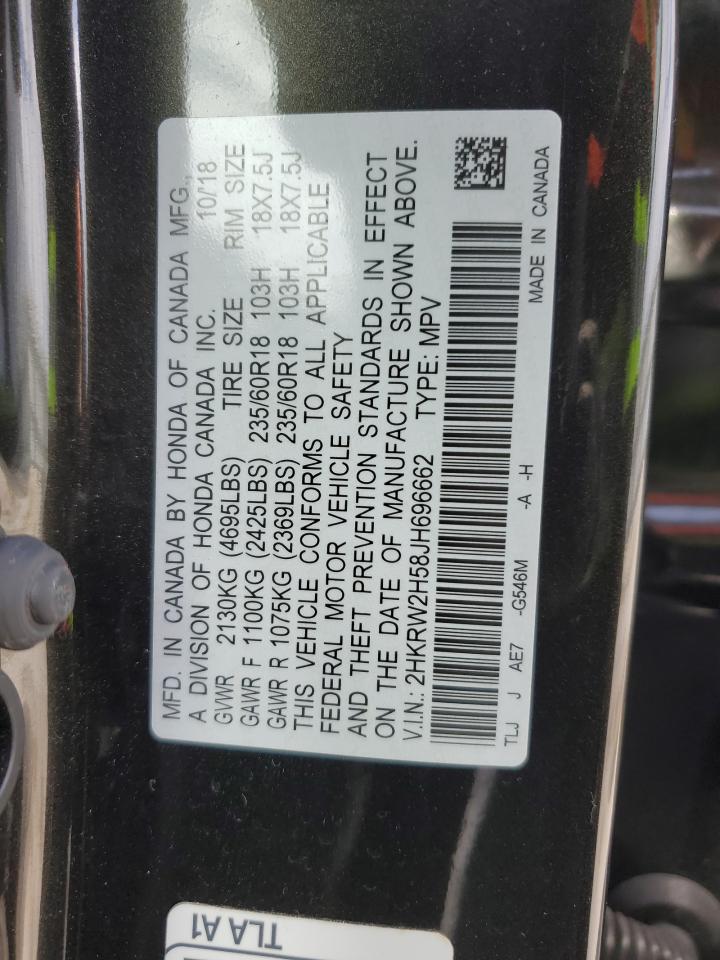 MFD. IN CANADA BY HONDA OF CANADA MFG.,
A DIVISION OF HONDA CANADA INC. 10/18
GVWR 2130KG (4695LBS) TIRE SIZE RIM SIZE
GAWR F 1100KG (2425LBS) 235/60R18 103H 18X7.5J
GAWR R 1075KG (2369LBS) 235/60R18 103H 18X7.5J
THIS VEHICLE CONFORMS TO ALL APPLICABLE
FEDERAL MOTOR VEHICLE SAFETY
AND THEFT PREVENTION STANDARDS IN EFFECT
ON THE DATE OF MANUFACTURE SHOWN ABOVE.
V.I.N.: 2HKRW2H58JH696662 TYPE: MPV
TLJ J AE7 -G546M -A -H MADE IN CANADA
TLA A1